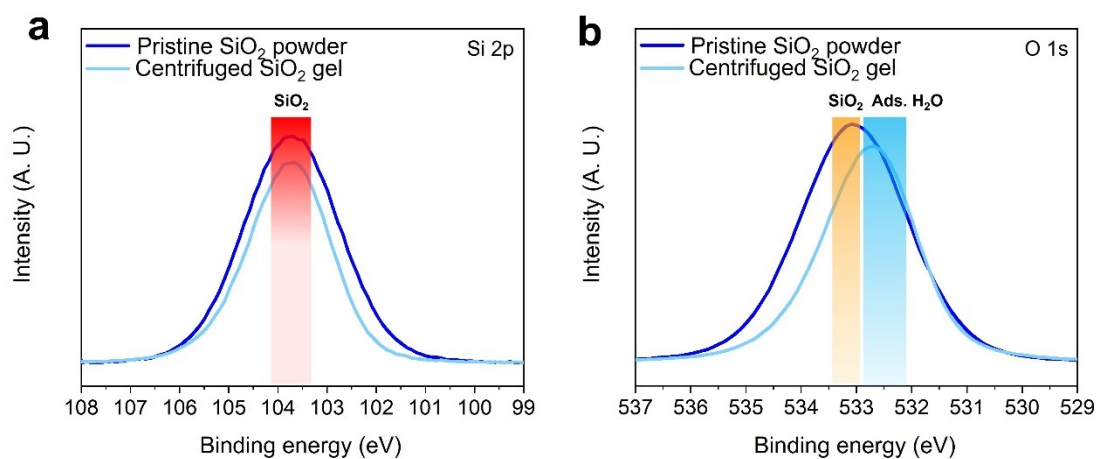 a
Pristine SiO₂ powder
Centrifuged SiO₂ gel
Si 2p
SiO₂
Intensity (A. U.)
108 107 106 105 104 103 102 101 100 99
Binding energy (eV)
b
Pristine SiO₂ powder
Centrifuged SiO₂ gel
O 1s
SiO₂ Ads. H₂O
Intensity (A. U.)
537 536 535 534 533 532 531 530 529
Binding energy (eV)